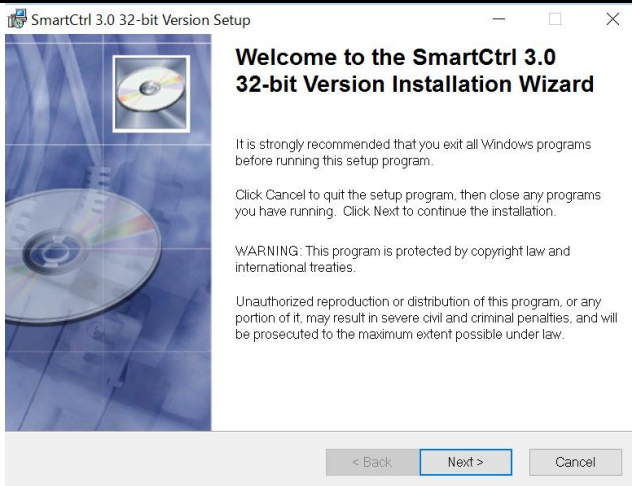 SmartCtrl 3.0 32-bit Version Setup
Welcome to the SmartCtrl 3.0
32-bit Version Installation Wizard
It is strongly recommended that you exit all Windows programs
before running this setup program.
Click Cancel to quit the setup program, then close any programs
you have running. Click Next to continue the installation.
WARNING: This program is protected by copyright law and
international treaties.
Unauthorized reproduction or distribution of this program, or any
portion of it, may result in severe civil and criminal penalties, and will
be prosecuted to the maximum extent possible under law.
< Back Next > Cancel